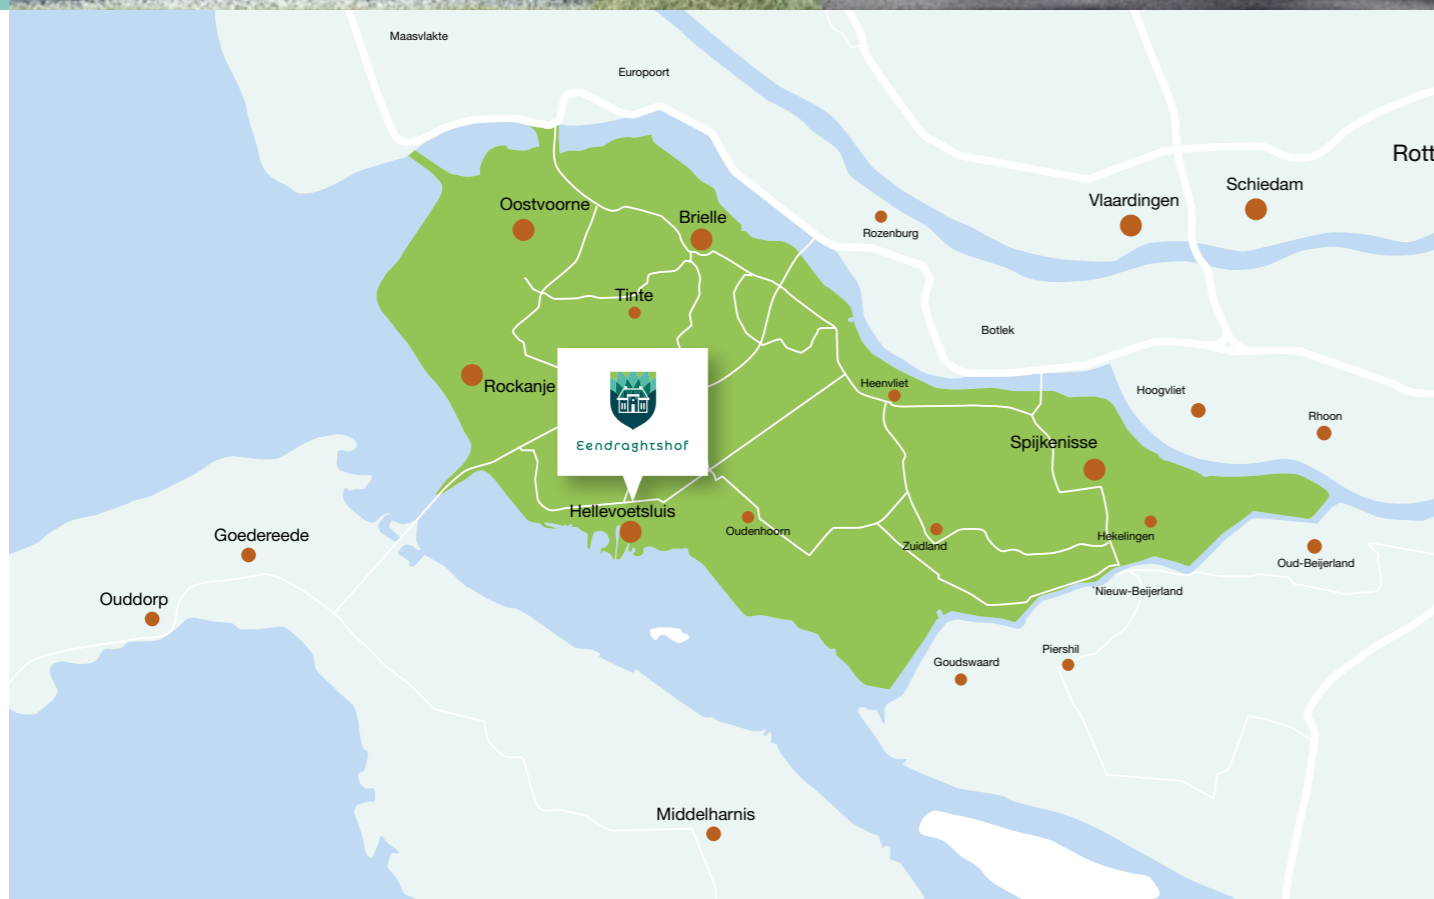 Maasvlakte
Europoort
Rott
Schiedam
Vlaardingen
Oostvoorne
Brielle
Rozenburg
Tinte
Botlek
Rockanje
Heenvliet
Hoogvliet
Rhoon
Eendraghtshof
Spijkenisse
Hellevoetsluis
Oudenhoorn
Zuidland
Hekelingen
Goedereede
Oud-Beijerland
`Nieuw-Beijerland
Ouddorp
Piershil
Goudswaard
Middelharnis